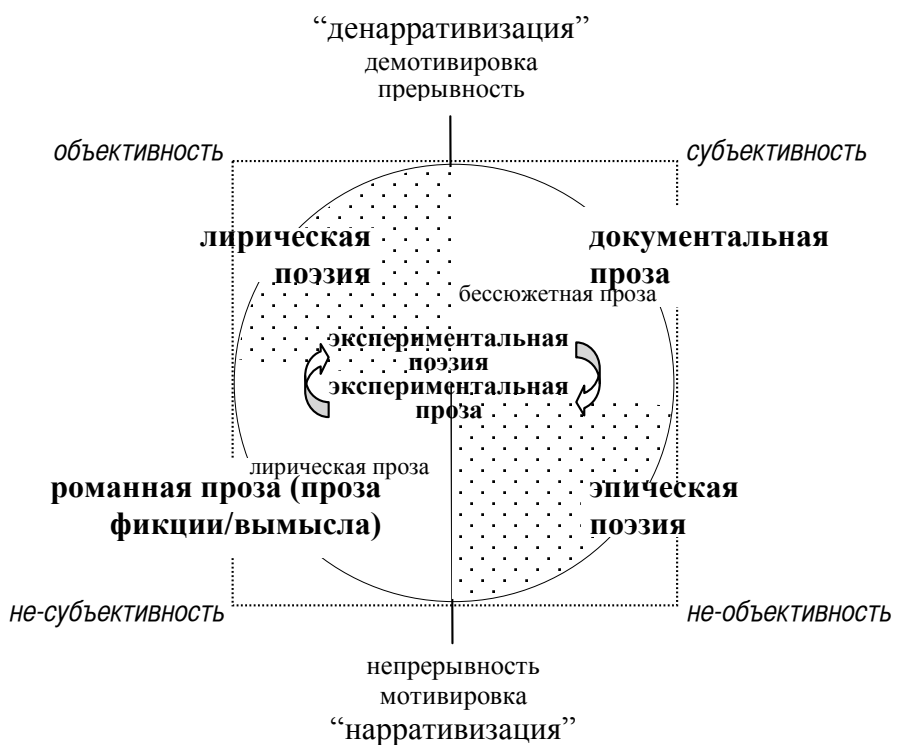 “денарративизация”
демотивировка
прерывность
объективность
субъективность
лирическая
поэзия
документальная
проза
бессюжетная проза
экспериментальная
поэзия
экспериментальная
проза
лирическая проза
романная проза (проза
фикции/вымысла)
эпическая
поэзия
не-субъективность
не-объективность
непрерывность
мотивировка
“нарративизация”